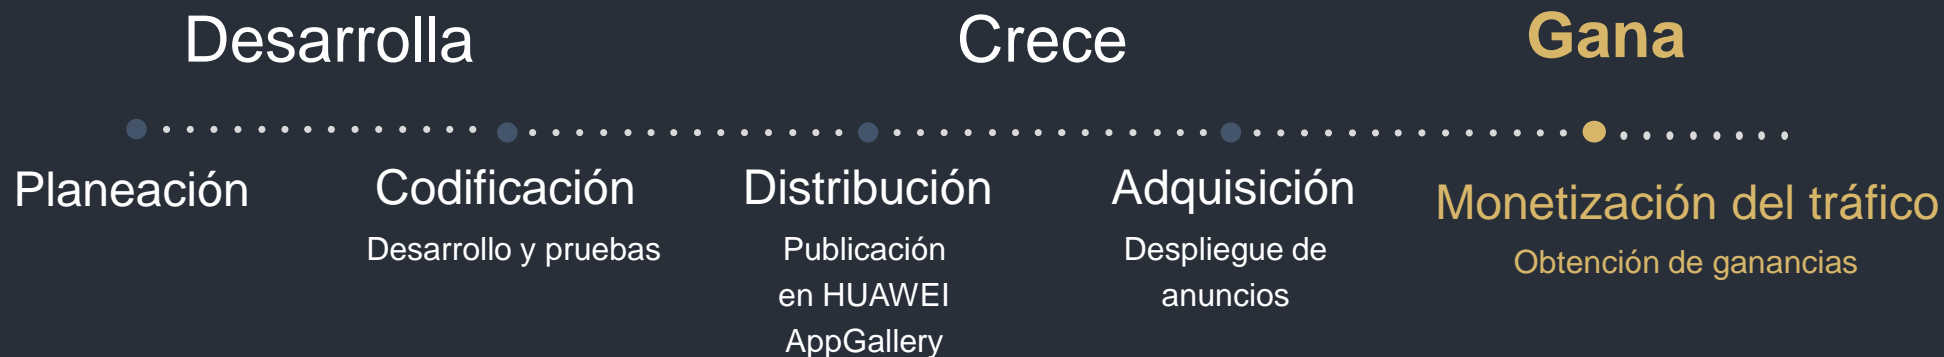 Desarrolla
Crece
Gana
Planeación
Codificación
Desarrollo y pruebas
Distribución
Publicación
en HUAWEI
AppGallery
Adquisición
Despliegue de
anuncios
Monetización del tráfico
Obtención de ganancias